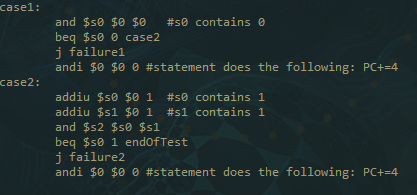 case1:
and $s0 $0 $0 #s0 contains 0
beq $s0 0 case2
j failure1
andi $0 $0 0 #statement does the following: PC+=4
case2:
addiu $s0 $0 1 #s0 contains 1
addiu $s1 $0 1 #s1 contains 1
and $s2 $s0 $s1
beq $s0 1 endOfTest
j failure2
andi $0 $0 0 #statement does the following: PC+=4